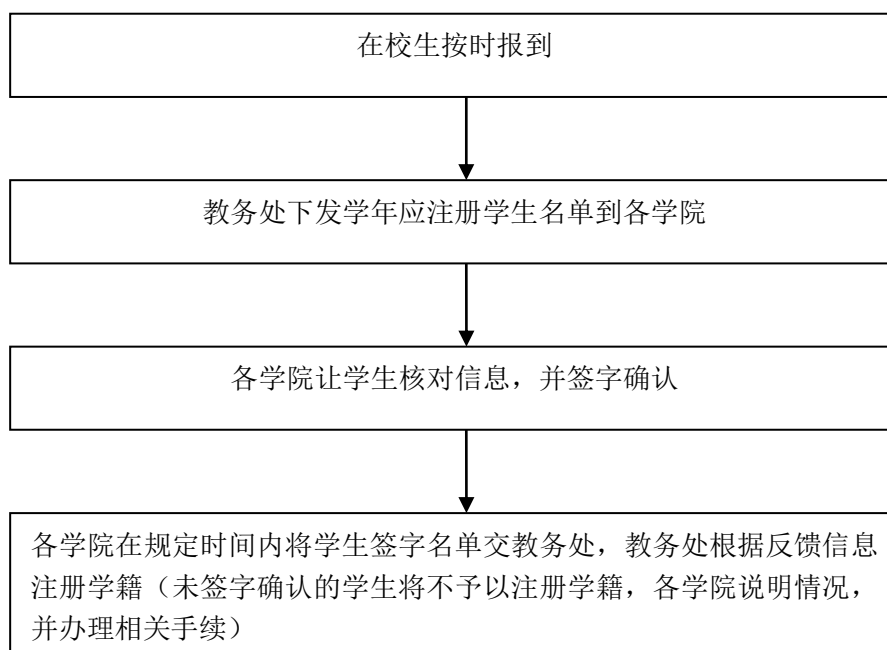 在校生按时报到
教务处下发学年应注册学生名单到各学院
各学院让学生核对信息，并签字确认
各学院在规定时间内将学生签字名单交教务处，教务处根据反馈信息
注册学籍（未签字确认的学生将不予以注册学籍，各学院说明情况，
并办理相关手续）